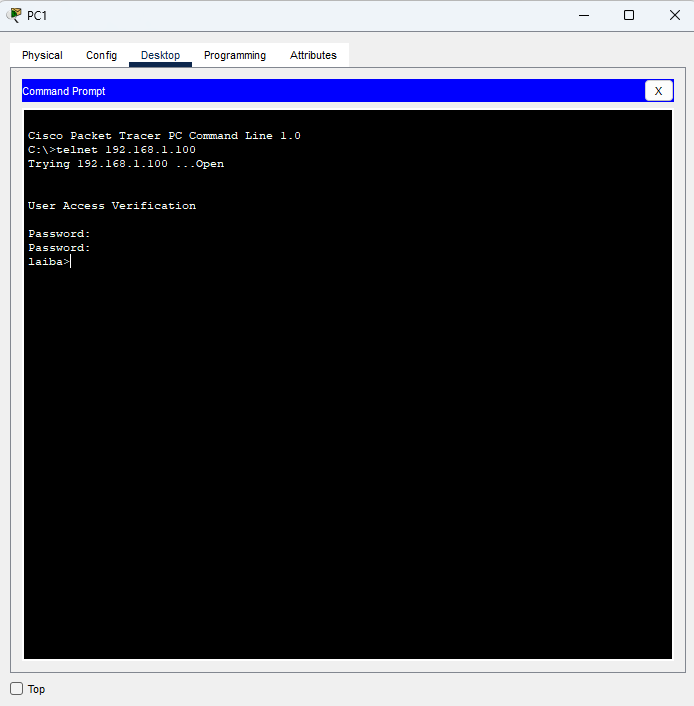 PC1
Physical Config Desktop Programming Attributes
Command Prompt X
Cisco Packet Tracer PC Command Line 1.0
C:\>telnet 192.168.1.100
Trying 192.168.1.100 ...Open
User Access Verification
Password:
Password:
laiba>
Top